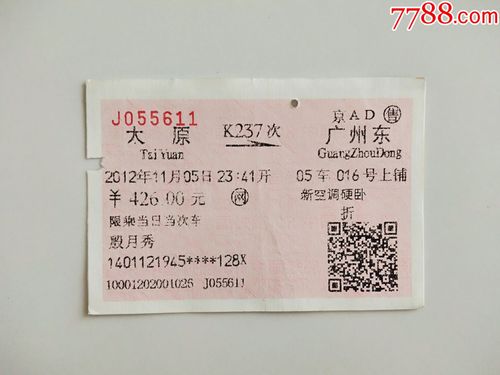 7788.com
J055611
京AD 售
太原 K237次 广州东
TaiYuan GuangZhouDong
2012年11月05日23:41开 05车016号上铺
￥426.00元 网 新空调硬卧
限乘当日当次车 折
殷月秀
1401121945****128X
10001202001026 J055611